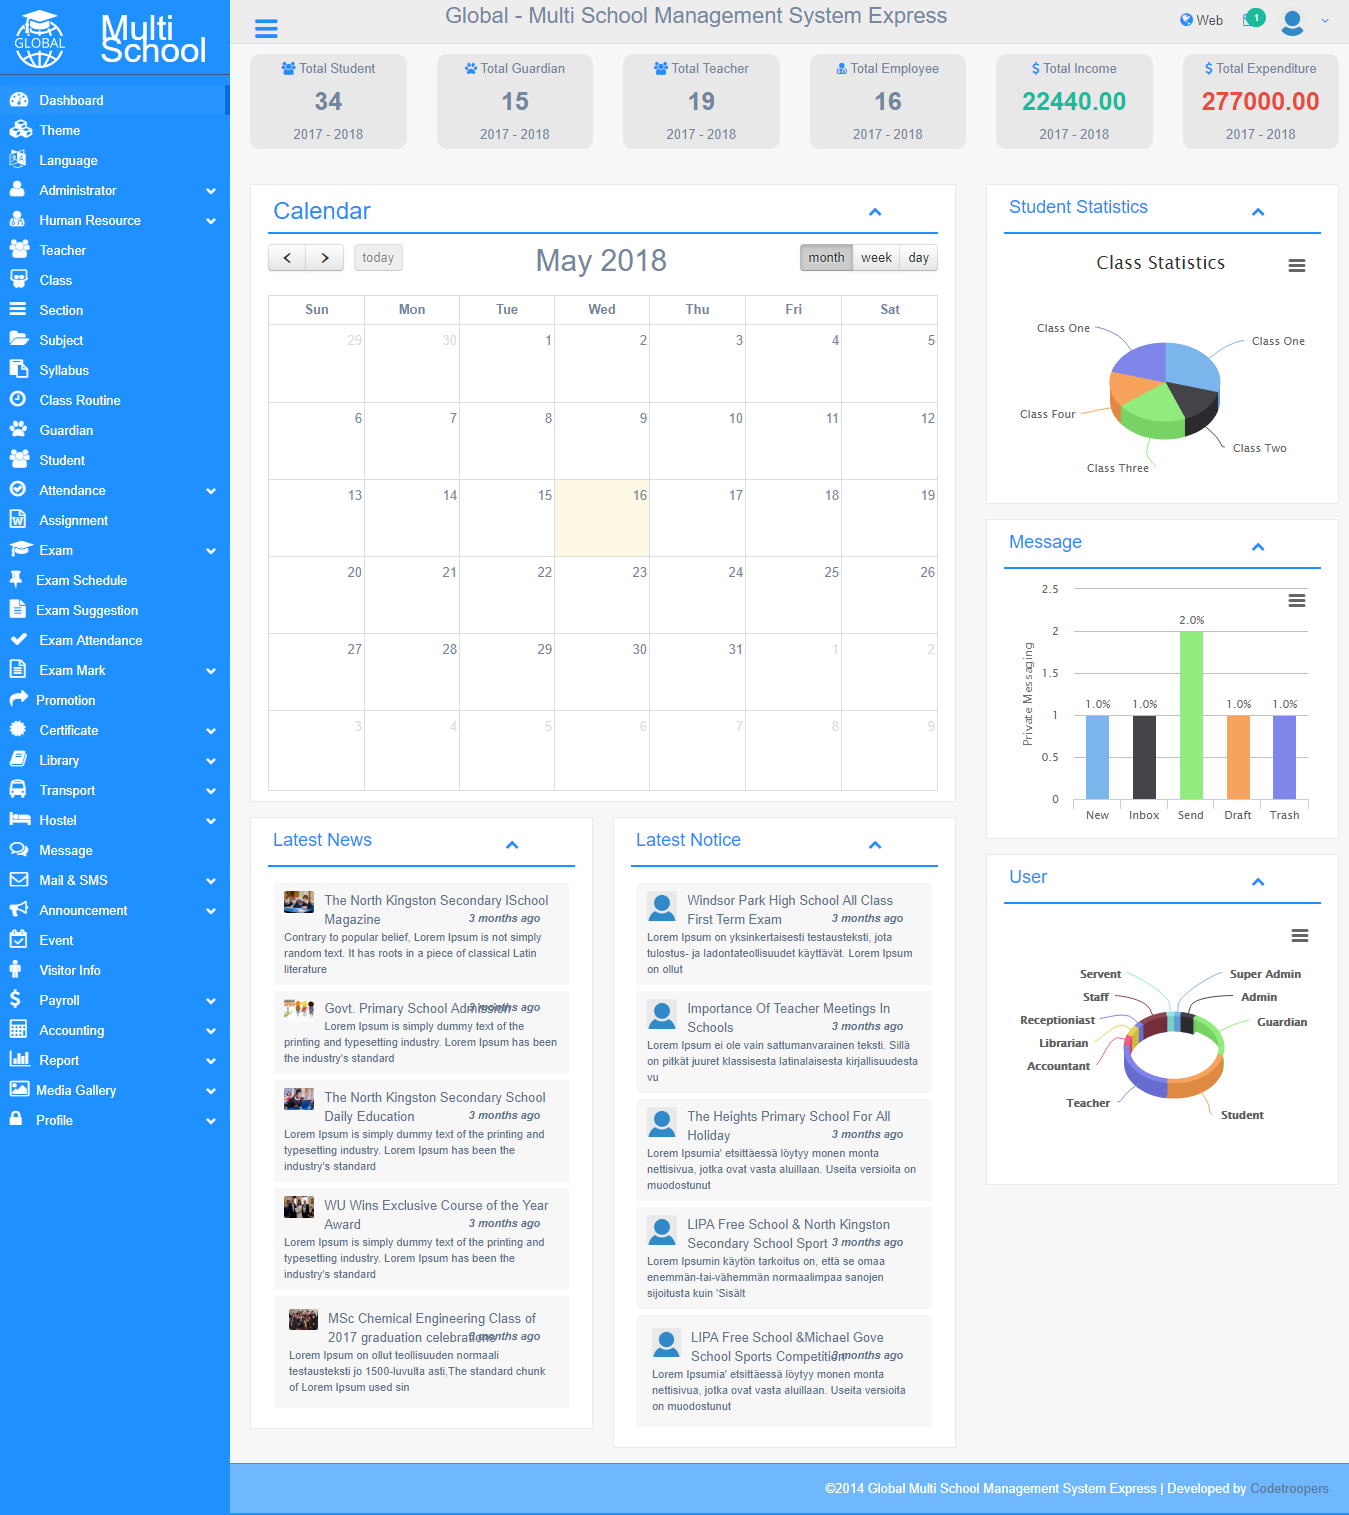 GLOBAL
Multi
School
Dashboard
Theme
Language
Administrator
Human Resource
Teacher
Class
Section
Subject
Syllabus
Class Routine
Guardian
Student
Attendance
Assignment
Exam
Exam Schedule
Exam Suggestion
Exam Attendance
Exam Mark
Promotion
Certificate
Library
Transport
Hostel
Message
Mail & SMS
Announcement
Event
Visitor Info
Payroll
Accounting
Report
Media Gallery
Profile
Global - Multi School Management System Express
Web
1
Total Student
34
2017 - 2018
Total Guardian
15
2017 - 2018
Total Teacher
19
2017 - 2018
Total Employee
16
2017 - 2018
$ Total Income
22440.00
2017 - 2018
$ Total Expenditure
277000.00
2017 - 2018
Calendar
today
May 2018
month week day
Sun Mon Tue Wed Thu Fri Sat
29 30 1 2 3 4 5
6 7 8 9 10 11 12
13 14 15 16 17 18 19
20 21 22 23 24 25 26
27 28 29 30 31 1 2
3 4 5 6 7 8 9
Latest News
The North Kingston Secondary ISchool
Magazine 3 months ago
Contrary to popular belief, Lorem Ipsum is not simply
random text. It has roots in a piece of classical Latin
literature
Govt. Primary School Admission 3 months ago
Lorem Ipsum is simply dummy text of the
printing and typesetting industry. Lorem Ipsum has been
the industry's standard
The North Kingston Secondary School
Daily Education 3 months ago
Lorem Ipsum is simply dummy text of the printing and
typesetting industry. Lorem Ipsum has been the
industry's standard
WU Wins Exclusive Course of the Year
Award 3 months ago
Lorem Ipsum is simply dummy text of the printing and
typesetting industry. Lorem Ipsum has been the
industry's standard
MSc Chemical Engineering Class of
2017 graduation celebrations 3 months ago
Lorem Ipsum on ollut teollisuuden normaali
testausteksti jo 1500-luvulta asti,The standard chunk
of Lorem Ipsum used sin
Latest Notice
Windsor Park High School All Class
First Term Exam 3 months ago
Lorem Ipsum on yksinkertaisesti testausteksti, jota
tulostus- ja ladontateollisuudet käyttävät. Lorem Ipsum
on ollut
Importance Of Teacher Meetings In
Schools 3 months ago
Lorem Ipsum ei ole vain sattumanvarainen teksti. Sillä
on pitkät juuret klassisesta latinalaisesta kirjallisuudesta
vu
The Heights Primary School For All
Holiday 3 months ago
Lorem Ipsumia' etsittäessä löytyy monen monta
nettisivua, jotka ovat vasta aluillaan. Useita versioita on
muodostunut
LIPA Free School & North Kingston
Secondary School Sport 3 months ago
Lorem Ipsumin käytön tarkoitus on, että se omaa
enemmän-tai-vähemmän normaalimpaa sanojen
sijoitusta kuin 'Sisält
LIPA Free School &Michael Gove
School Sports Competition 3 months ago
Lorem Ipsumia' etsittäessä löytyy monen monta
nettisivua, jotka ovat vasta aluillaan. Useita versioita
on muodostunut
Student Statistics
Class Statistics
Class One
Class One
Class Four
Class Two
Class Three
Message
Private Messaging
2.5
2
1.5
1
0.5
0
1.0% 1.0% 2.0% 1.0% 1.0%
New Inbox Send Draft Trash
User
Servent
Super Admin
Staff
Admin
Receptioniast
Guardian
Librarian
Accountant
Teacher
Student
©2014 Global Multi School Management System Express | Developed by Codetroopers